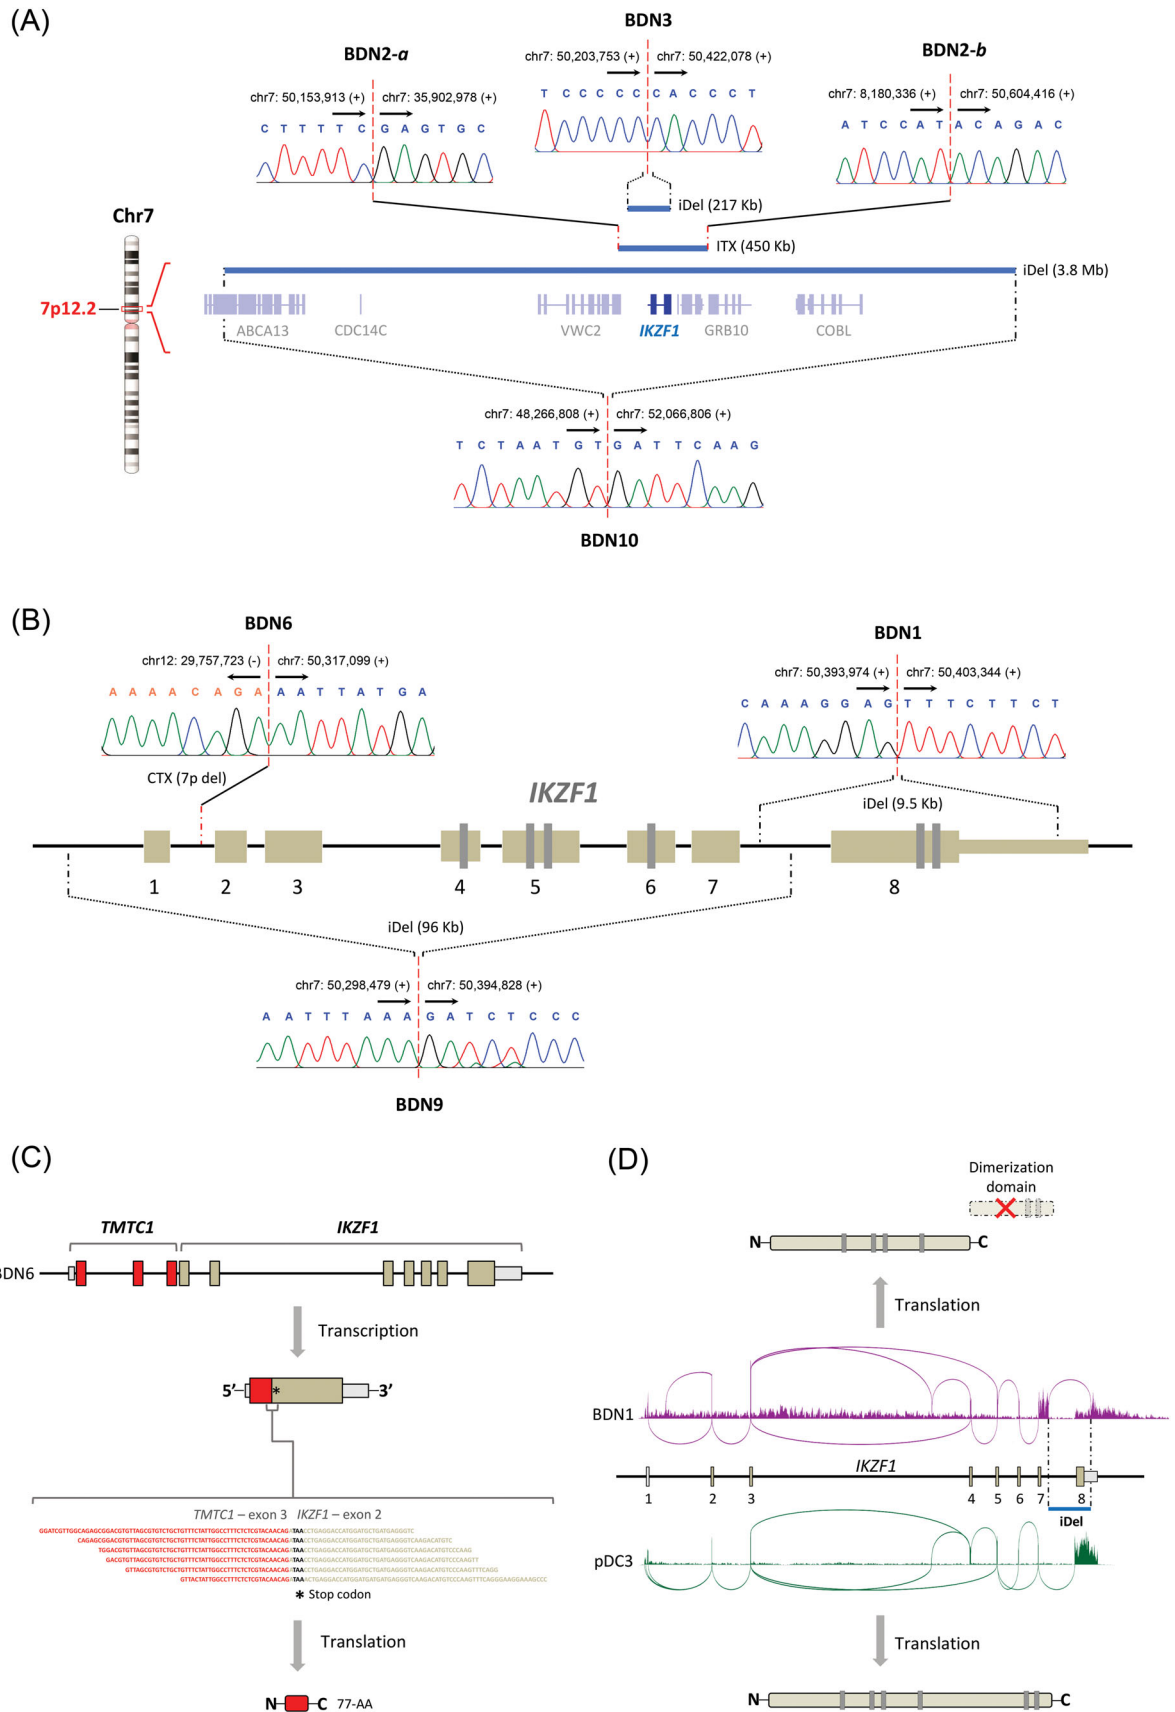 (A)
BDN3
BDN2-a
BDN2-b
chr7: 50,203,753 (+) chr7: 50,422,078 (+)
chr7: 50,153,913 (+) chr7: 35,902,978 (+)
chr7: 8,180,336 (+) chr7: 50,604,416 (+)
T C C C C C C A C C C T
C T T T T C G A G T G C
A T C C A T A C A G A C
iDel (217 Kb)
Chr7
ITX (450 Kb)
iDel (3.8 Mb)
7p12.2
ABCA13 CDC14C VWC2 IKZF1 GRB10 COBL
chr7: 48,266,808 (+) chr7: 52,066,806 (+)
T C T A A T G T G A T T C A A G
BDN10
(B)
BDN6
BDN1
chr12: 29,757,723 (-) chr7: 50,317,099 (+)
chr7: 50,393,974 (+) chr7: 50,403,344 (+)
A A A A C A G A A A T T A T G A
C A A A G G A G T T T C T T C T
CTX (7p del)
IKZF1
iDel (9.5 Kb)
1 2 3 4 5 6 7 8
iDel (96 Kb)
chr7: 50,298,479 (+) chr7: 50,394,828 (+)
A A T T T A A A G A T C T C C C
BDN9
(C)
TMTC1 IKZF1
BDN6
Transcription
5’ * 3’
TMTC1 – exon 3 IKZF1 – exon 2
* Stop codon
Translation
N C 77-AA
(D)
Dimerization
domain
N C
Translation
BDN1
IKZF1
1 2 3 4 5 6 7 8
iDel
pDC3
Translation
N C